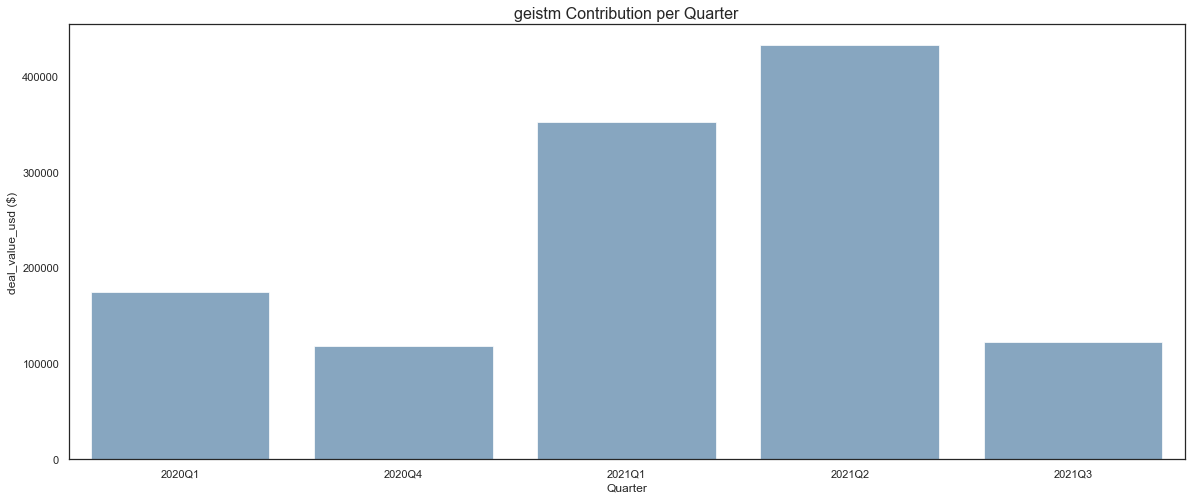 geistm Contribution per Quarter
deal_value_usd ($)
400000
300000
200000
100000
0
2020Q1 2020Q4 2021Q1 2021Q2 2021Q3
Quarter